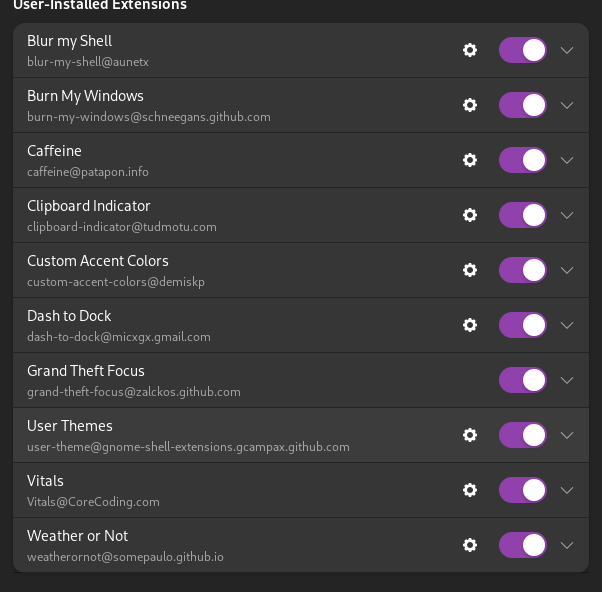 User-Installed Extensions
Blur my Shell
blur-my-shell@aunetx
Burn My Windows
burn-my-windows@schneegans.github.com
Caffeine
caffeine@patapon.info
Clipboard Indicator
clipboard-indicator@tudmotu.com
Custom Accent Colors
custom-accent-colors@demiskp
Dash to Dock
dash-to-dock@micxgx.gmail.com
Grand Theft Focus
grand-theft-focus@zalckos.github.com
User Themes
user-theme@gnome-shell-extensions.gcampax.github.com
Vitals
Vitals@CoreCoding.com
Weather or Not
weatherornot@somepaulo.github.io